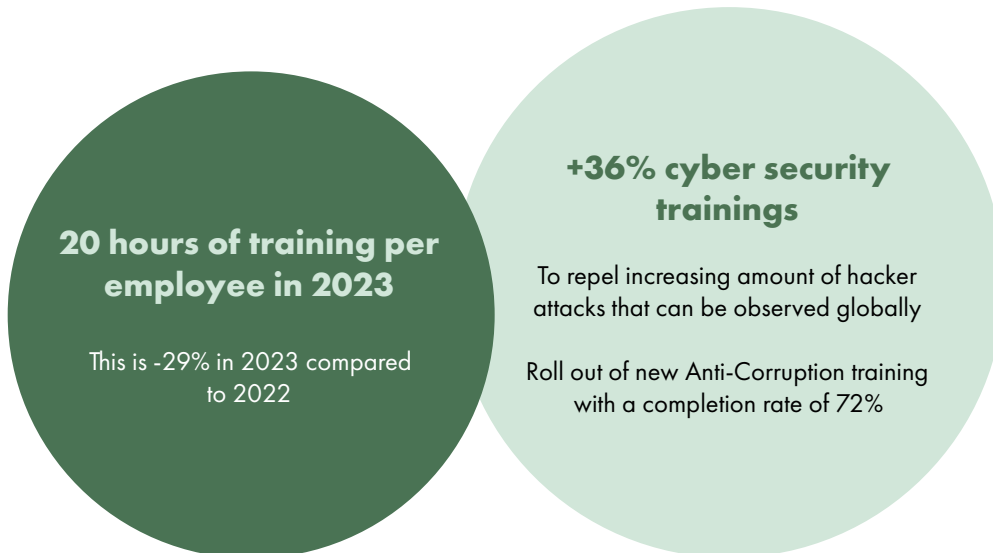 20 hours of training per
employee in 2023
This is -29% in 2023 compared
to 2022
+36% cyber security
trainings
To repel increasing amount of hacker
attacks that can be observed globally
Roll out of new Anti-Corruption training
with a completion rate of 72%